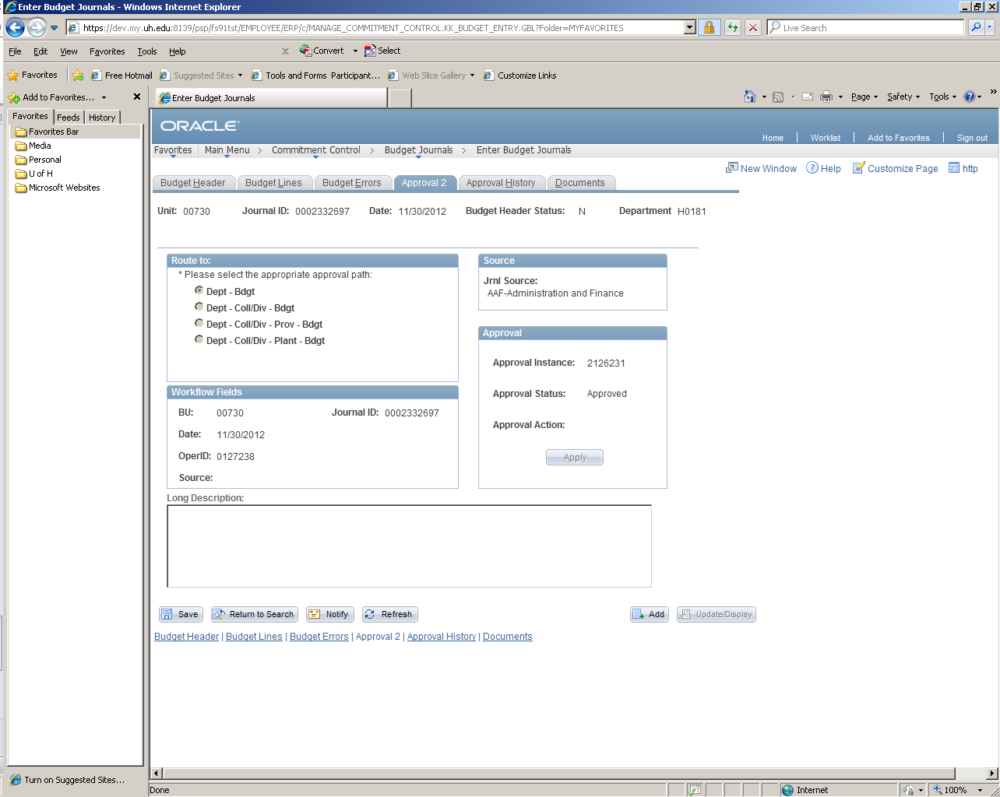 Enter Budget Journals - Windows Internet Explorer
https://dev.my.uh.edu:8139/psp/fs91tst/EMPLOYEE/ERP/c/MANAGE_COMMITMENT_CONTROL.KK_BUDGET_ENTRY.GBL?Folder=MYFAVORITES
Live Search
File Edit View Favorites Tools Help
x Convert Select
Favorites Free Hotmail Suggested Sites Tools and Forms Participant... Web Slice Gallery Customize Links
Add to Favorites... Enter Budget Journals Page Safety Tools
Favorites Feeds History
Favorites Bar
Media
Personal
U of H
Microsoft Websites
ORACLE
Home Worklist Add to Favorites Sign out
Favorites Main Menu > Commitment Control > Budget Journals > Enter Budget Journals
New Window Help Customize Page http
Budget Header Budget Lines Budget Errors Approval 2 Approval History Documents
Unit: 00730 Journal ID: 0002332697 Date: 11/30/2012 Budget Header Status: N Department H0181
Route to:
* Please select the appropriate approval path:
Dept - Bdgt
Dept - Coll/Div - Bdgt
Dept - Coll/Div - Prov - Bdgt
Dept - Coll/Div - Plant - Bdgt
Source
Jrnl Source:
AAF-Administration and Finance
Approval
Approval Instance: 2126231
Approval Status: Approved
Approval Action:
Apply
Workflow Fields
BU: 00730 Journal ID: 0002332697
Date: 11/30/2012
OperID: 0127238
Source:
Long Description:
Save Return to Search Notify Refresh Add Update/Display
Budget Header | Budget Lines | Budget Errors | Approval 2 | Approval History | Documents
Turn on Suggested Sites...
Done Internet 100%